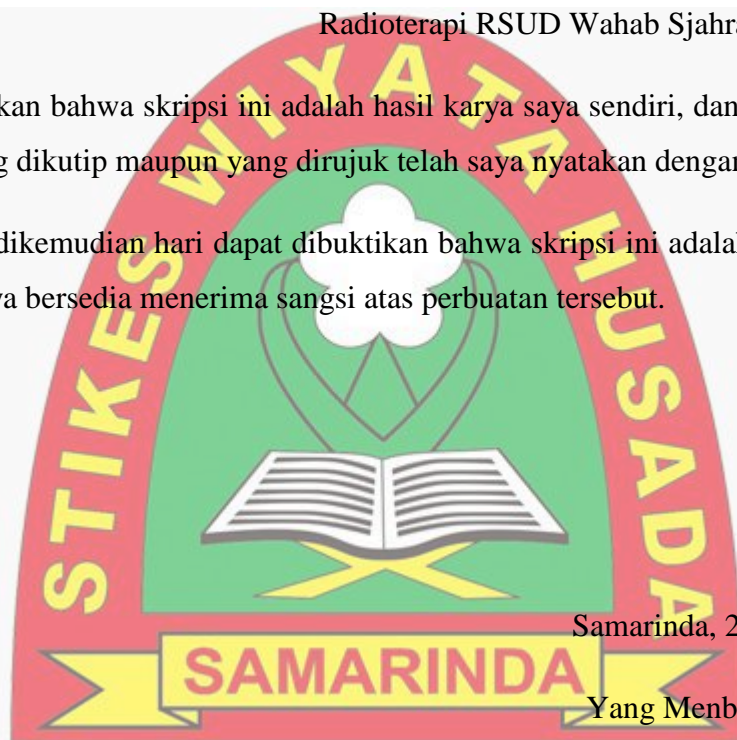 Radioterapi RSUD Wahab Sjahra
kan bahwa skripsi ini adalah hasil karya saya sendiri, dan
g dikutip maupun yang dirujuk telah saya nyatakan dengan
dikemudian hari dapat dibuktikan bahwa skripsi ini adalah
ya bersedia menerima sangsi atas perbuatan tersebut.
STIKES WIYATA HUSADA
SAMARINDA
Samarinda, 2
Yang Menb